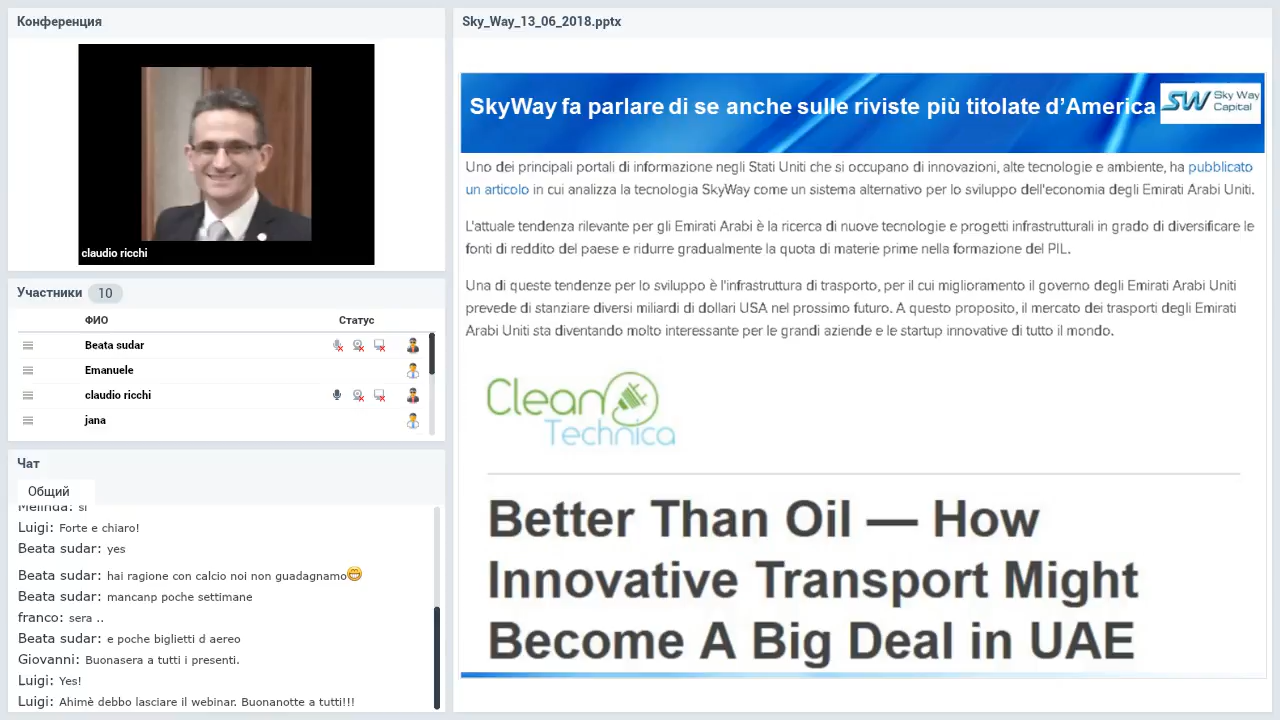 Конференция
claudio ricchi
Участники 10
ФИО Статус
Beata sudar
Emanuele
claudio ricchi
jana
Чат
Общий
Melinda: si
Luigi: Forte e chiaro!
Beata sudar: yes
Beata sudar: hai ragione con calcio noi non guadagnamo
Beata sudar: mancanp poche settimane
franco: sera ..
Beata sudar: e poche biglietti d aereo
Giovanni: Buonasera a tutti i presenti.
Luigi: Yes!
Luigi: Ahimè debbo lasciare il webinar. Buonanotte a tutti!!!
Sky_Way_13_06_2018.pptx
SkyWay fa parlare di se anche sulle riviste più titolate d'America
SW Sky Way
Capital
Uno dei principali portali di informazione negli Stati Uniti che si occupano di innovazioni, alte tecnologie e ambiente, ha pubblicato
un articolo in cui analizza la tecnologia SkyWay come un sistema alternativo per lo sviluppo dell'economia degli Emirati Arabi Uniti.
L'attuale tendenza rilevante per gli Emirati Arabi è la ricerca di nuove tecnologie e progetti infrastrutturali in grado di diversificare le
fonti di reddito del paese e ridurre gradualmente la quota di materie prime nella formazione del PIL.
Una di queste tendenze per lo sviluppo è l'infrastruttura di trasporto, per il cui miglioramento il governo degli Emirati Arabi Uniti
prevede di stanziare diversi miliardi di dollari USA nel prossimo futuro. A questo proposito, il mercato dei trasporti degli Emirati
Arabi Uniti sta diventando molto interessante per le grandi aziende e le startup innovative di tutto il mondo.
Clean
Technica
Better Than Oil — How
Innovative Transport Might
Become A Big Deal in UAE